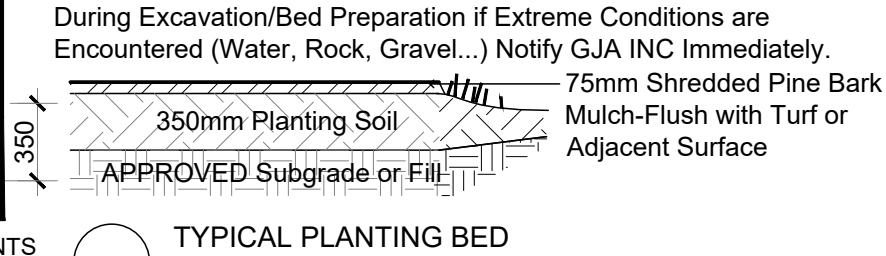 During Excavation/Bed Preparation if Extreme Conditions are
Encountered (Water, Rock, Gravel...) Notify GJA INC Immediately.
75mm Shredded Pine Bark
Mulch-Flush with Turf or
Adjacent Surface
350mm Planting Soil
350
APPROVED Subgrade or Fill
TYPICAL PLANTING BED